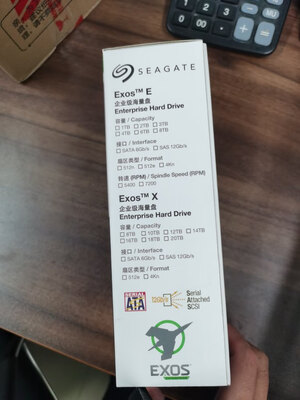 SEAGATE
Exos™ E
企业级海量盘
Enterprise Hard Drive
容量 / Capacity
□ 1TB □ 2TB □ 3TB
□ 4TB □ 6TB □ 8TB
接口 / Interface
□ SATA 6Gb/s □ SAS 12Gb/s
扇区类型 / Format
□ 512n □ 512e □ 4Kn
转速 (RPM) / Spindle Speed (RPM)
□ 5400 □ 7200
Exos™ X
企业级海量盘
Enterprise Hard Drive
容量 / Capacity
□ 8TB □ 10TB □ 12TB □ 14TB
□ 16TB □ 18TB □ 20TB
接口 / Interface
□ SATA 6Gb/s □ SAS 12Gb/s
扇区类型 / Format
□ 512e □ 4Kn
SERIAL
ATA
12Gb/s
Serial
Attached
SCSI
EXOS